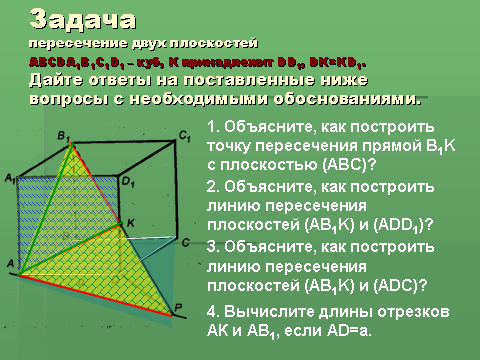 Задача
пересечение двух плоскостей
ABCDA₁B₁C₁D₁ – куб, K принадлежит DD₁, DK=KD₁.
Дайте ответы на поставленные ниже
вопросы с необходимыми обоснованиями.
1. Объясните, как построить
точку пересечения прямой B₁K
с плоскостью (ABC)?
2. Объясните, как построить
линию пересечения
плоскостей (AB₁K) и (ADD₁)?
3. Объясните, как построить
линию пересечения
плоскостей (AB₁K) и (ADC)?
4. Вычислите длины отрезков
AK и AB₁, если AD=a.
B₁
C₁
A₁
D₁
K
C
A
P